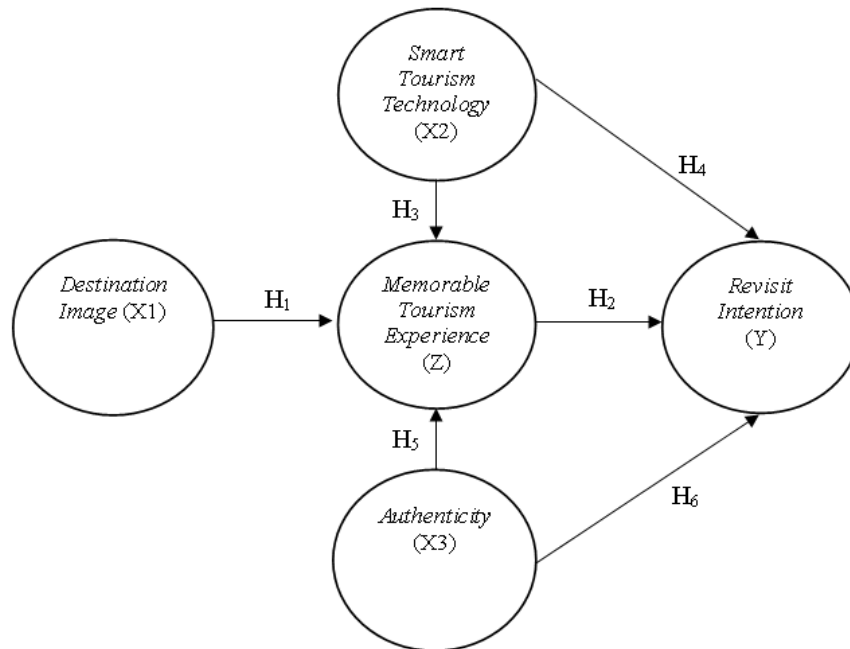 Smart
Tourism
Technology
(X2)
H₄
H₃
Destination
Image (X1)
H₁
Memorable
Tourism
Experience
(Z)
H₂
Revisit
Intention
(Y)
H₅
Authenticity
(X3)
H₆